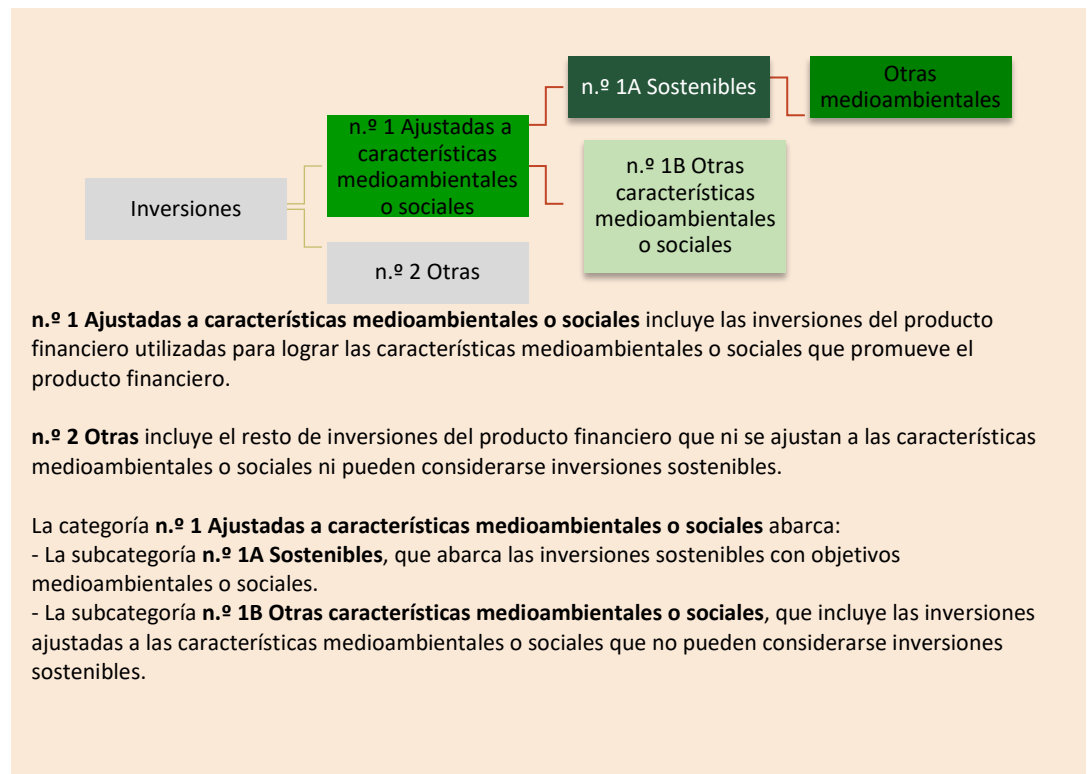 n.º 1A Sostenibles
Otras
medioambientales
n.º 1 Ajustadas a
características
medioambientales
o sociales
n.º 1B Otras
características
medioambientales
o sociales
Inversiones
n.º 2 Otras
n.º 1 Ajustadas a características medioambientales o sociales incluye las inversiones del producto
financiero utilizadas para lograr las características medioambientales o sociales que promueve el
producto financiero.
n.º 2 Otras incluye el resto de inversiones del producto financiero que ni se ajustan a las características
medioambientales o sociales ni pueden considerarse inversiones sostenibles.
La categoría n.º 1 Ajustadas a características medioambientales o sociales abarca:
- La subcategoría n.º 1A Sostenibles, que abarca las inversiones sostenibles con objetivos
medioambientales o sociales.
- La subcategoría n.º 1B Otras características medioambientales o sociales, que incluye las inversiones
ajustadas a las características medioambientales o sociales que no pueden considerarse inversiones
sostenibles.